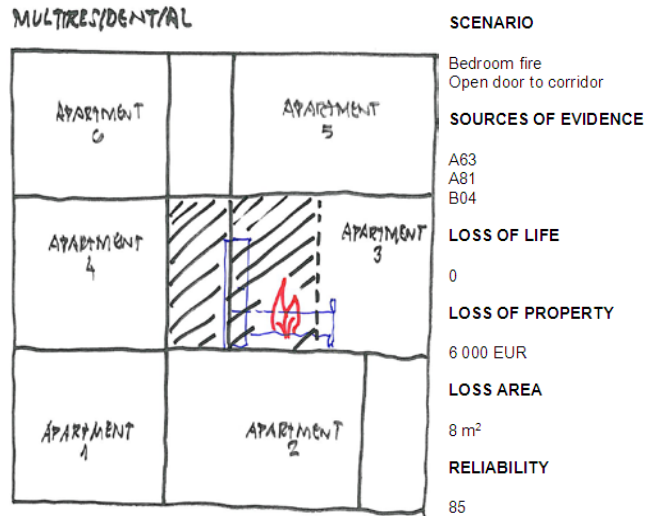 MULTIRESIDENTIAL
APARTMENT
6
APARTMENT
5
APARTMENT
4
APARTMENT
3
APARTMENT
1
APARTMENT
2
SCENARIO
Bedroom fire
Open door to corridor
SOURCES OF EVIDENCE
A63
A81
B04
LOSS OF LIFE
0
LOSS OF PROPERTY
6 000 EUR
LOSS AREA
8 m²
RELIABILITY
85